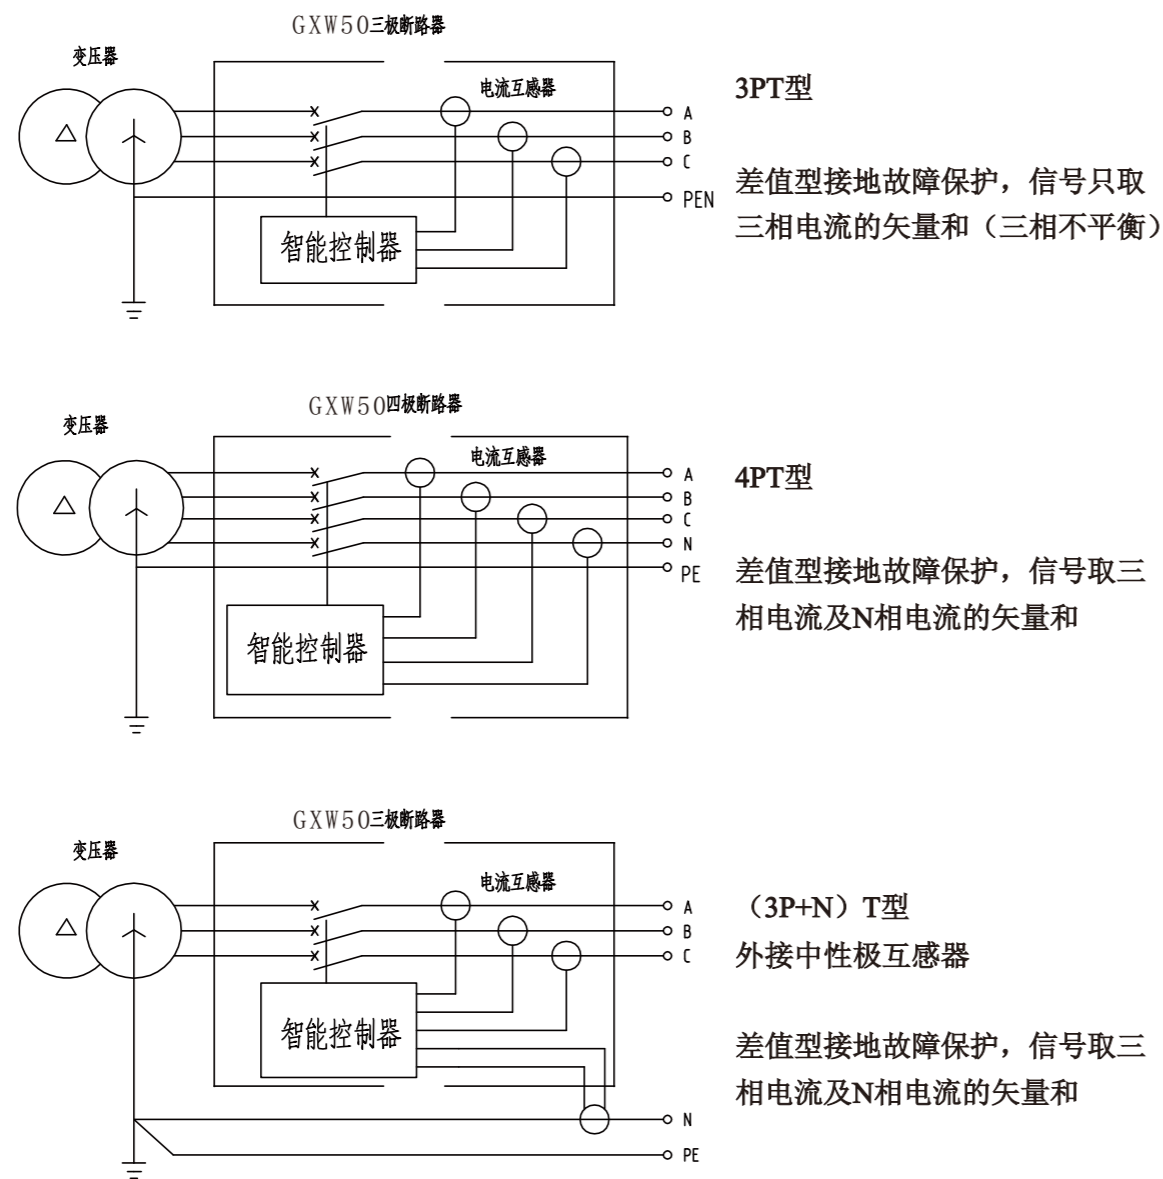 GXW50三极断路器
变压器
电流互感器
A
B
C
PEN
智能控制器
3PT型
差值型接地故障保护，信号只取
三相电流的矢量和（三相不平衡）
GXW50四极断路器
变压器
电流互感器
A
B
C
N
PE
智能控制器
4PT型
差值型接地故障保护，信号取三
相电流及N相电流的矢量和
GXW50三极断路器
变压器
电流互感器
A
B
C
智能控制器
N
PE
（3P+N）T型
外接中性极互感器
差值型接地故障保护，信号取三
相电流及N相电流的矢量和